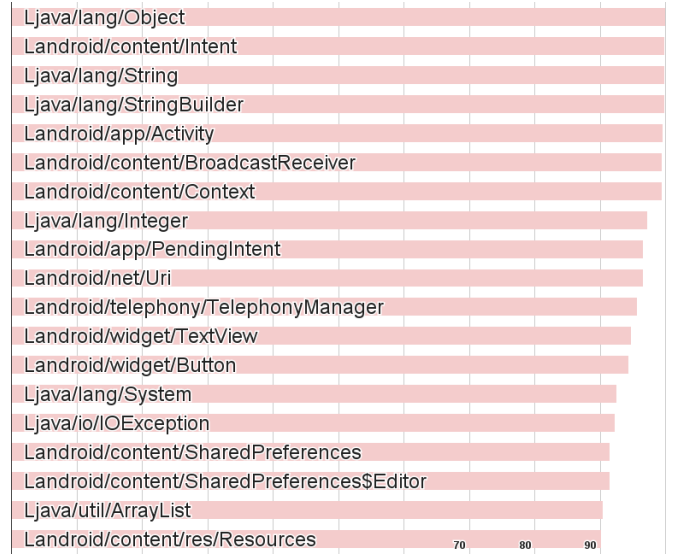 Ljava/lang/Object
Landroid/content/Intent
Ljava/lang/String
Ljava/lang/StringBuilder
Landroid/app/Activity
Landroid/content/BroadcastReceiver
Landroid/content/Context
Ljava/lang/Integer
Landroid/app/PendingIntent
Landroid/net/Uri
Landroid/telephony/TelephonyManager
Landroid/widget/TextView
Landroid/widget/Button
Ljava/lang/System
Ljava/io/IOException
Landroid/content/SharedPreferences
Landroid/content/SharedPreferences$Editor
Ljava/util/ArrayList
Landroid/content/res/Resources
70 80 90